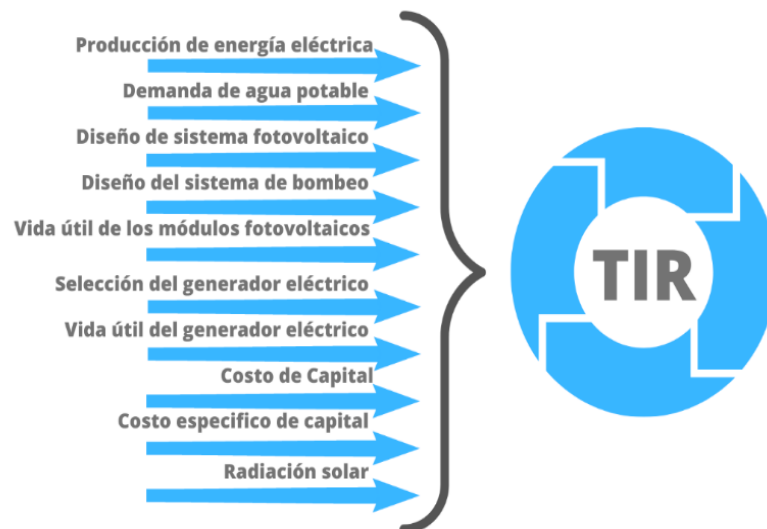 Producción de energía eléctrica
Demanda de agua potable
Diseño de sistema fotovoltaico
Diseño del sistema de bombeo
Vida útil de los módulos fotovoltaicos
Selección del generador eléctrico
Vida útil del generador eléctrico
Costo de Capital
Costo especifico de capital
Radiación solar
TIR